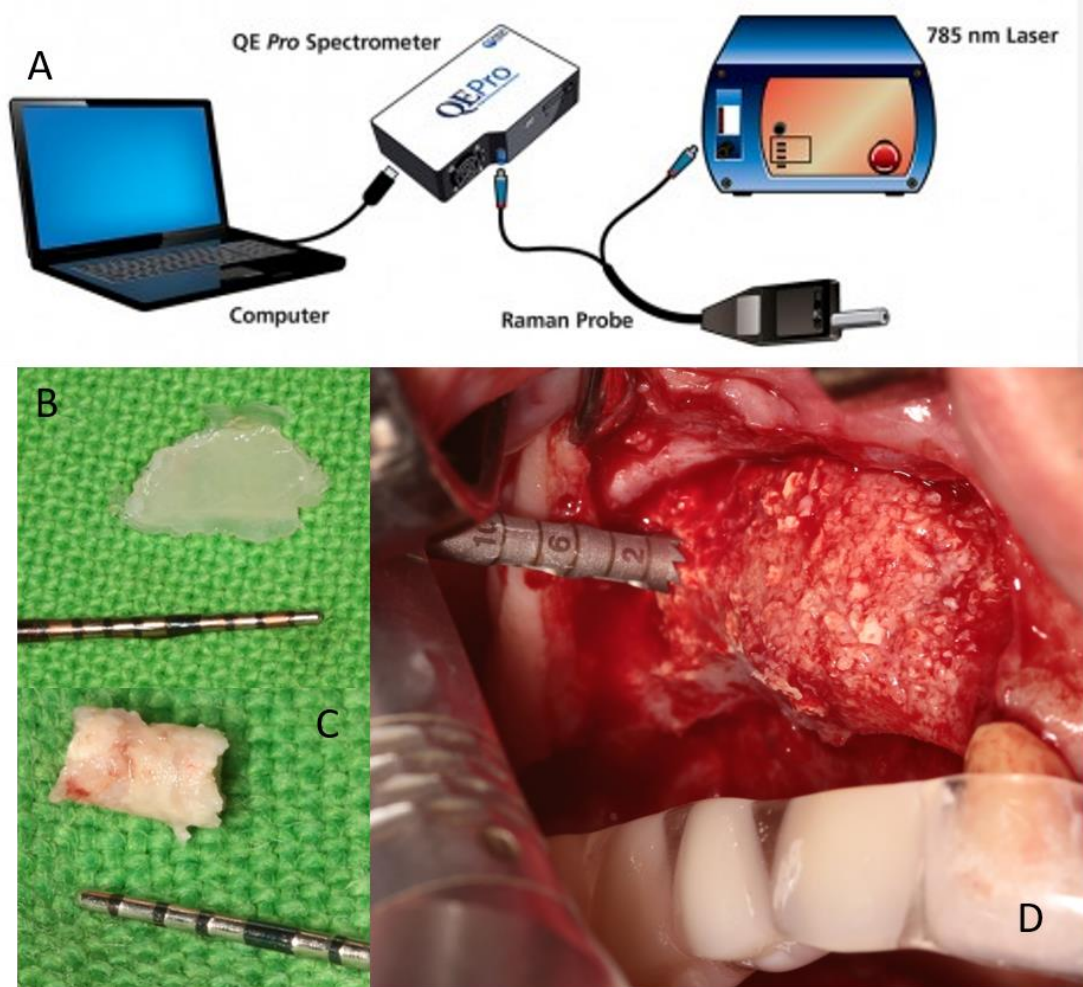 A
QE Pro Spectrometer
QEPro
785 nm Laser
Computer
Raman Probe
B
C
10 6 2
D